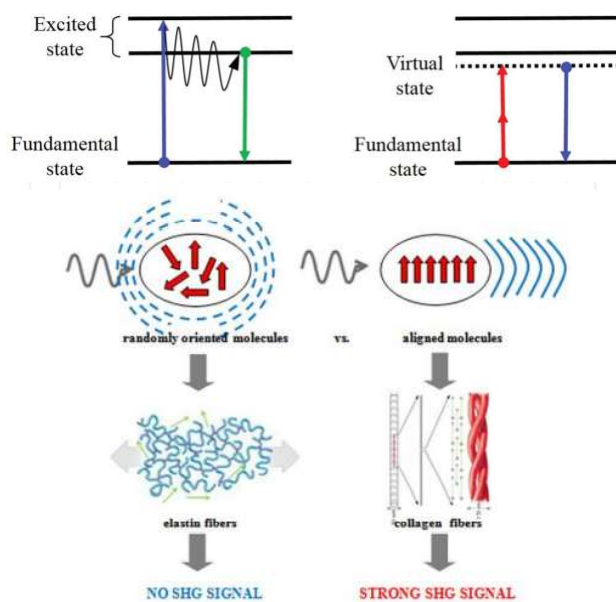 Excited
state
Virtual
state
Fundamental
state
Fundamental
state
randomly oriented molecules
vs.
aligned molecules
elastin fibers
collagen fibers
NO SHG SIGNAL
STRONG SHG SIGNAL